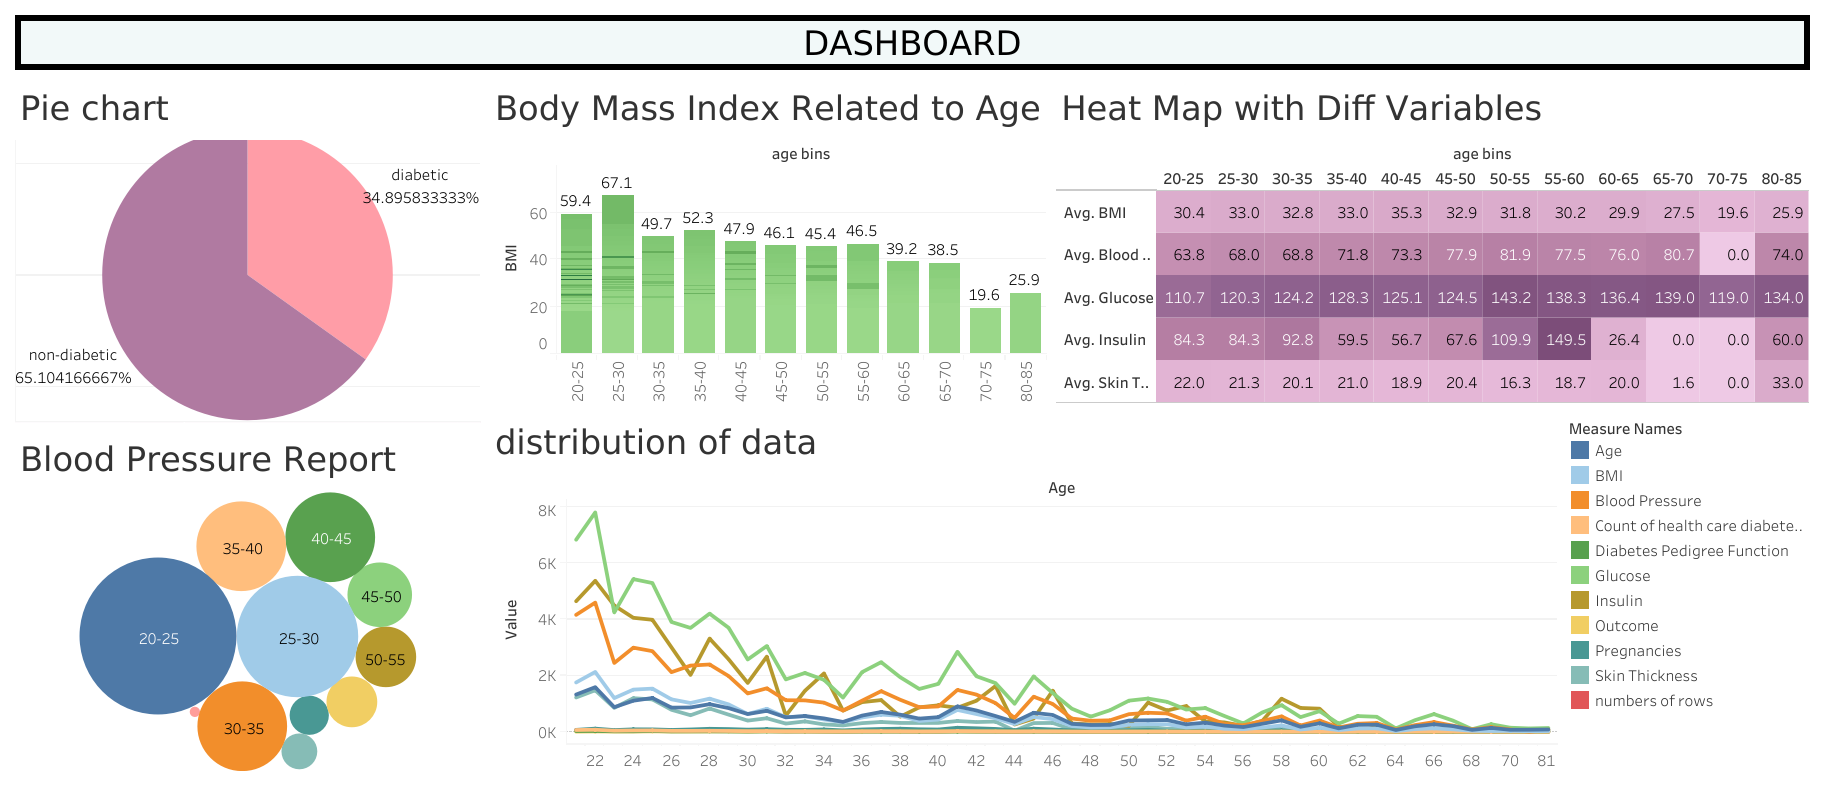 DASHBOARD
Pie chart
diabetic
34.895833333%
non-diabetic
65.104166667%
Body Mass Index Related to Age
age bins
BMI
60
40
20
0
59.4 67.1 49.7 52.3 47.9 46.1 45.4 46.5 39.2 38.5 19.6 25.9
20-25 25-30 30-35 35-40 40-45 45-50 50-55 55-60 60-65 65-70 70-75 80-85
Heat Map with Diff Variables
age bins
20-25 25-30 30-35 35-40 40-45 45-50 50-55 55-60 60-65 65-70 70-75 80-85
Avg. BMI 30.4 33.0 32.8 33.0 35.3 32.9 31.8 30.2 29.9 27.5 19.6 25.9
Avg. Blood .. 63.8 68.0 68.8 71.8 73.3 77.9 81.9 77.5 76.0 80.7 0.0 74.0
Avg. Glucose 110.7 120.3 124.2 128.3 125.1 124.5 143.2 138.3 136.4 139.0 119.0 134.0
Avg. Insulin 84.3 84.3 92.8 59.5 56.7 67.6 109.9 149.5 26.4 0.0 0.0 60.0
Avg. Skin T.. 22.0 21.3 20.1 21.0 18.9 20.4 16.3 18.7 20.0 1.6 0.0 33.0
Blood Pressure Report
35-40
40-45
45-50
20-25
25-30
50-55
30-35
distribution of data
Age
Value
8K
6K
4K
2K
0K
22 24 26 28 30 32 34 36 38 40 42 44 46 48 50 52 54 56 58 60 62 64 66 68 70 81
Measure Names
Age
BMI
Blood Pressure
Count of health care diabete..
Diabetes Pedigree Function
Glucose
Insulin
Outcome
Pregnancies
Skin Thickness
numbers of rows